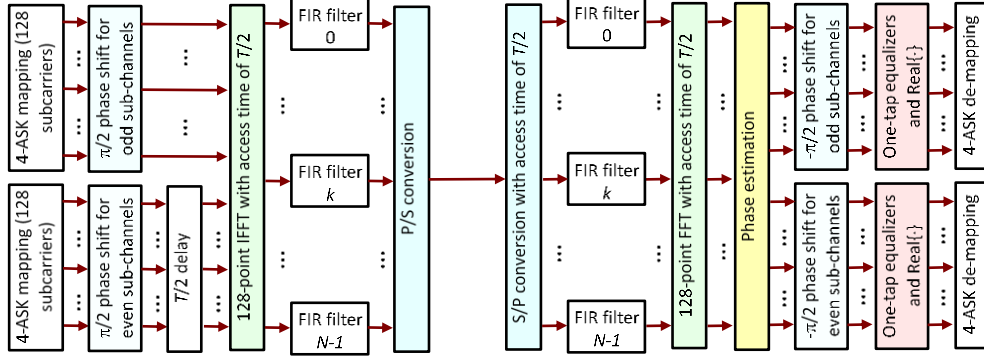 4-ASK mapping (128
subcarriers)
π/2 phase shift for
odd sub-channels
...
...
4-ASK mapping (128
subcarriers)
...
...
π/2 phase shift for
even sub-channels
...
...
T/2 delay
...
...
128-point IFFT with access time of T/2
FIR filter
0
...
...
FIR filter
k
...
...
FIR filter
N-1
P/S conversion
S/P conversion with access time of T/2
FIR filter
0
...
...
FIR filter
k
...
...
FIR filter
N-1
128-point FFT with access time of T/2
Phase estimation
-π/2 phase shift for
odd sub-channels
One-tap equalizers
and Real{·}
4-ASK de-mapping
-π/2 phase shift for
even sub-channels
One-tap equalizers
and Real{·}
4-ASK de-mapping